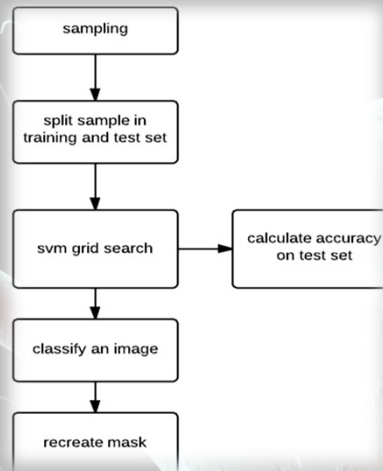 sampling
split sample in
training and test set
svm grid search
calculate accuracy
on test set
classify an image
recreate mask